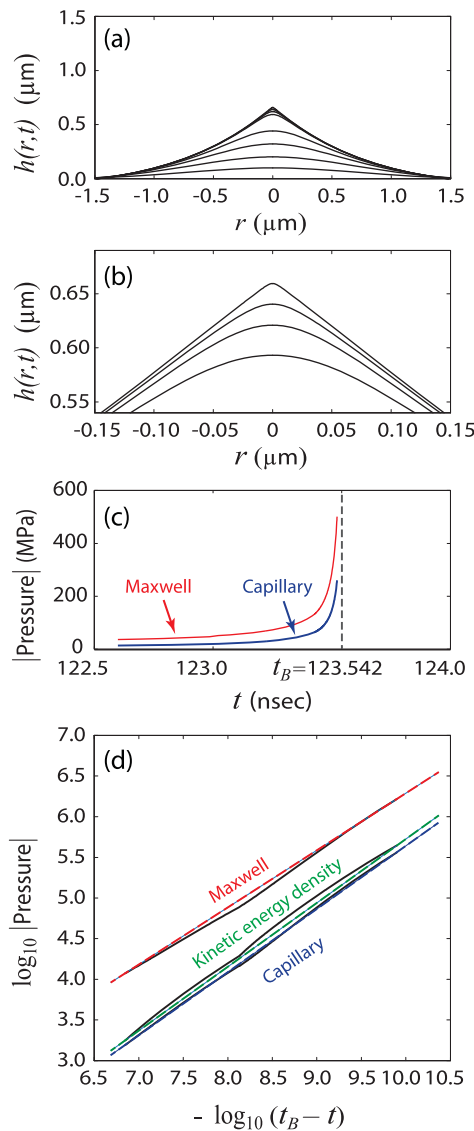 (a)
h(r,t) (μm)
1.5
1.0
0.5
0.0
-1.5 -1.0 -0.5 0 0.5 1.0 1.5
r (μm)
(b)
h(r,t) (μm)
0.65
0.60
0.54
-0.15 -0.10 -0.05 0 0.05 0.10 0.15
r (μm)
(c)
|Pressure| (MPa)
600
400
200
0
Maxwell
Capillary
122.5 123.0 t_B=123.542 124.0
t (nsec)
(d)
log10 |Pressure|
7.0
6.5
6.0
5.5
5.0
4.5
4.0
3.5
3.0
Maxwell
Kinetic energy density
Capillary
6.5 7.0 7.5 8.0 8.5 9.0 9.5 10.0 10.5
- log10 (t_B – t)